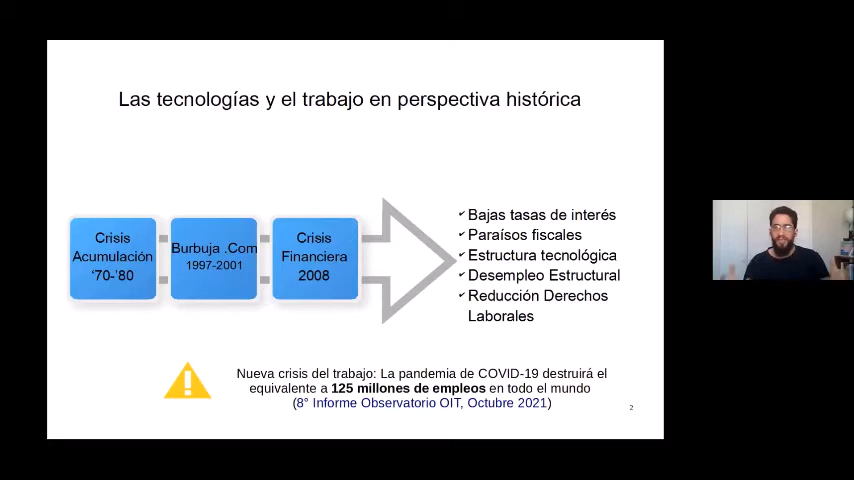 Las tecnologías y el trabajo en perspectiva histórica
Crisis
Acumulación
‘70-’80
Burbuja .Com
1997-2001
Crisis
Financiera
2008
✔Bajas tasas de interés
✔Paraísos fiscales
✔Estructura tecnológica
✔Desempleo Estructural
✔Reducción Derechos
Laborales
Nueva crisis del trabajo: La pandemia de COVID-19 destruirá el
equivalente a 125 millones de empleos en todo el mundo
(8° Informe Observatorio OIT, Octubre 2021)
2